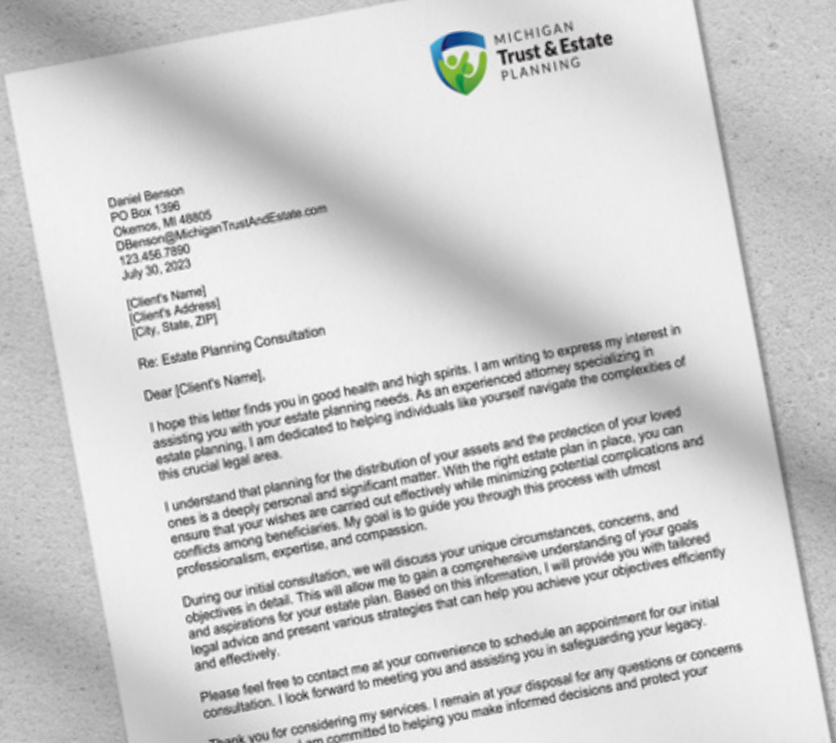 MICHIGAN
Trust & Estate
PLANNING
Daniel Benson
PO Box 1396
Okemos, MI 48805
DBenson@MichiganTrustAndEstate.com
123.456.7890
July 30, 2023
[Client's Name]
[Client's Address]
[City, State, ZIP]
Re: Estate Planning Consultation
Dear [Client's Name],
I hope this letter finds you in good health and high spirits. I am writing to express my interest in
assisting you with your estate planning needs. As an experienced attorney specializing in
estate planning, I am dedicated to helping individuals like yourself navigate the complexities of
this crucial legal area.
I understand that planning for the distribution of your assets and the protection of your loved
ones is a deeply personal and significant matter. With the right estate plan in place, you can
ensure that your wishes are carried out effectively while minimizing potential complications and
conflicts among beneficiaries. My goal is to guide you through this process with utmost
professionalism, expertise, and compassion.
During our initial consultation, we will discuss your unique circumstances, concerns, and
objectives in detail. This will allow me to gain a comprehensive understanding of your goals
and aspirations for your estate plan. Based on this information, I will provide you with tailored
legal advice and present various strategies that can help you achieve your objectives efficiently
and effectively.
Please feel free to contact me at your convenience to schedule an appointment for our initial
consultation. I look forward to meeting you and assisting you in safeguarding your legacy.
Thank you for considering my services. I remain at your disposal for any questions or concerns
am committed to helping you make informed decisions and protect your